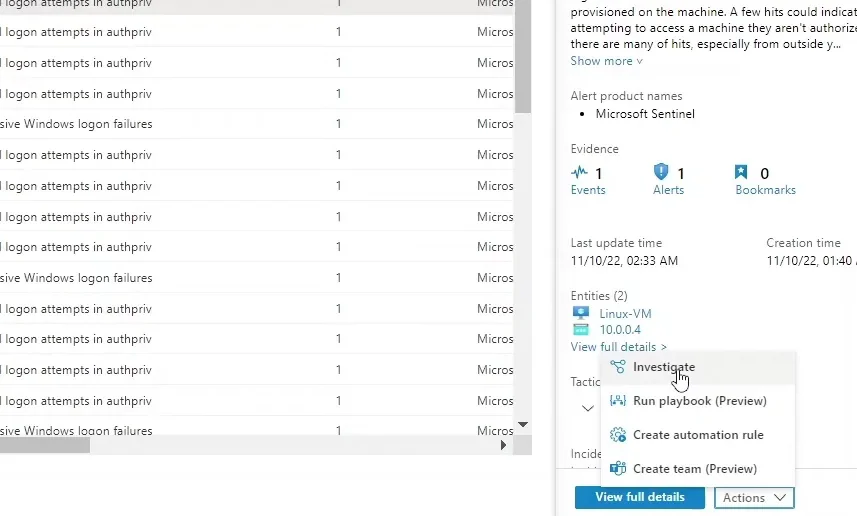 logon attempts in authpriv 1 Micros
logon attempts in authpriv 1 Micros
logon attempts in authpriv 1 Micros
logon attempts in authpriv 1 Micros
sive Windows logon failures 1 Micros
logon attempts in authpriv 1 Micros
logon attempts in authpriv 1 Micros
logon attempts in authpriv 1 Micros
logon attempts in authpriv 1 Micros
sive Windows logon failures 1 Micros
logon attempts in authpriv 1 Micros
logon attempts in authpriv 1 Micros
logon attempts in authpriv 1 Micros
logon attempts in authpriv 1 Micros
sive Windows logon failures 1 Micros
provisioned on the machine. A few hits could indicat
attempting to access a machine they aren't authorize
there are many of hits, especially from outside y...
Show more
Alert product names
• Microsoft Sentinel
Evidence
1 1 0
Events Alerts Bookmarks
Last update time Creation time
11/10/22, 02:33 AM 11/10/22, 01:40
Entities (2)
Linux-VM
10.0.0.4
View full details >
Investigate
Tactic
Run playbook (Preview)
Create automation rule
Incide
Create team (Preview)
View full details Actions